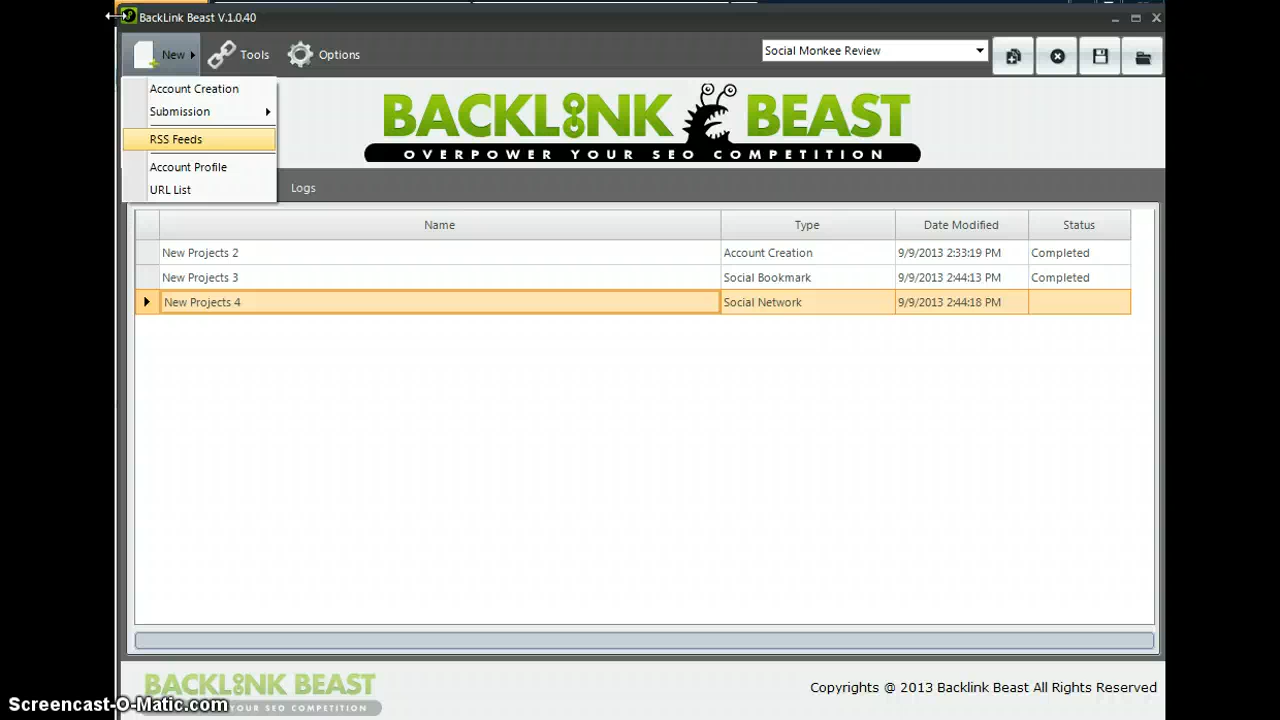 BackLink Beast V.1.0.40
New
Tools
Options
Social Monkee Review
Account Creation
Submission
RSS Feeds
Account Profile
URL List
BACKLINK BEAST
OVERPOWER YOUR SEO COMPETITION
Logs
Name Type Date Modified Status
New Projects 2 Account Creation 9/9/2013 2:33:19 PM Completed
New Projects 3 Social Bookmark 9/9/2013 2:44:13 PM Completed
New Projects 4 Social Network 9/9/2013 2:44:18 PM
BACKLINK BEAST
YOUR SEO COMPETITION
Copyrights @ 2013 Backlink Beast All Rights Reserved
Screencast-O-Matic.com